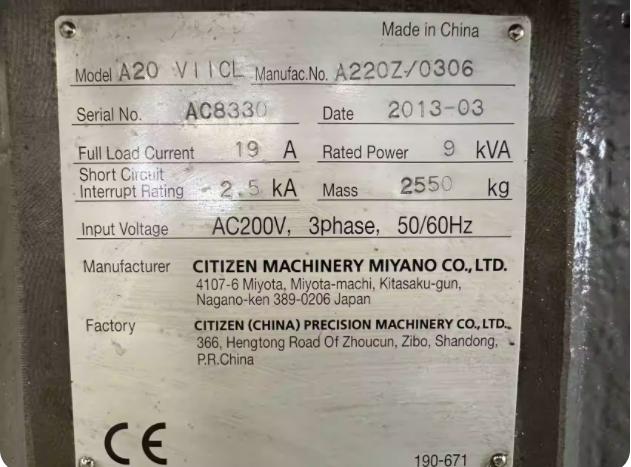 Made in China
Model A20 VIICL Manufac.No. A220Z/0306
Serial No. AC8330 Date 2013-03
Full Load Current 19 A Rated Power 9 kVA
Short Circuit
Interrupt Rating 2.5 kA Mass 2550 kg
Input Voltage AC200V, 3phase, 50/60Hz
Manufacturer CITIZEN MACHINERY MIYANO CO., LTD.
4107-6 Miyota, Miyota-machi, Kitasaku-gun,
Nagano-ken 389-0206 Japan
Factory CITIZEN (CHINA) PRECISION MACHINERY CO., LTD.
366, Hengtong Road Of Zhoucun, Zibo, Shandong,
P.R.China
CE
190-671